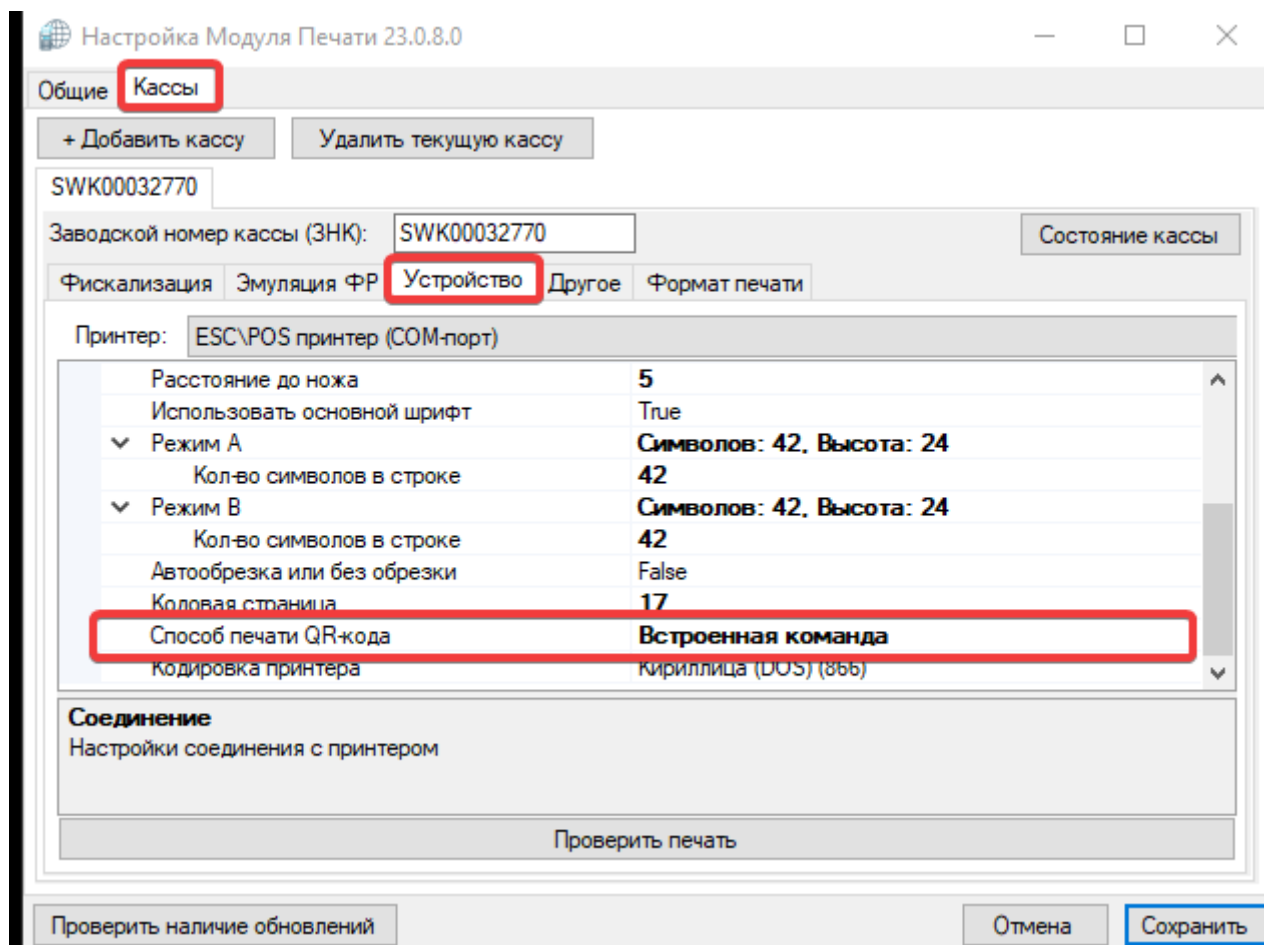 Настройка Модуля Печати 23.0.8.0
Общие Кассы
+ Добавить кассу Удалить текущую кассу
SWK00032770
Заводской номер кассы (ЗНК): SWK00032770 Состояние кассы
Фискализация Эмуляция ФР Устройство Другое Формат печати
Принтер: ESC\POS принтер (COM-порт)
Расстояние до ножа 5
Использовать основной шрифт True
Режим A Символов: 42, Высота: 24
Кол-во символов в строке 42
Режим B Символов: 42, Высота: 24
Кол-во символов в строке 42
Автообрезка или без обрезки False
Кодовая страница 17
Способ печати QR-кода Встроенная команда
Кодировка принтера Кириллица (DOS) (866)
Соединение
Настройки соединения с принтером
Проверить печать
Проверить наличие обновлений Отмена Сохранить